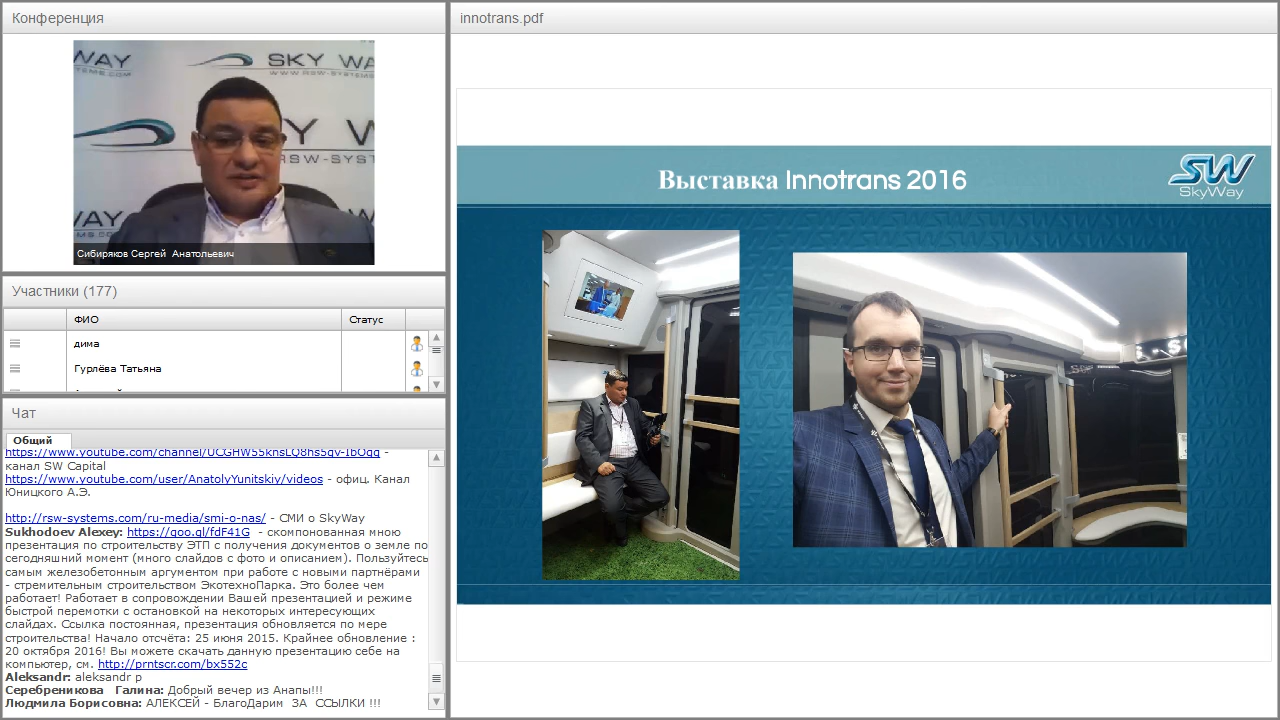 Конференция
WAY
SKY WA
WWW.RSW-SYSTEMS
KY W
RSW-SYST
WAY
Сибиряков Сергей Анатольевич
Участники (177)
ФИО
Статус
дима
Гурлёва Татьяна
Чат
Общий
канал SW Capital
https://www.youtube.com/user/AnatolyYunitskiy/videos - офиц. Канал
Юницкого А.Э.
http://rsw-systems.com/ru-media/smi-o-nas/ - СМИ о SkyWay
Sukhodoev Alexey: https://goo.gl/fdF41G - скомпонованная мною
презентация по строительству ЭТП с получения документов о земле по
сегодняшний момент (много слайдов с фото и описанием). Пользуйтесь
самым железобетонным аргументом при работе с новыми партнёрами
- стремительным строительством ЭкотехноПарка. Это более чем
работает! Работает в сопровождении Вашей презентацией и режиме
быстрой перемотки с остановкой на некоторых интересующих
слайдах. Ссылка постоянная, презентация обновляется по мере
строительства! Начало отсчёта: 25 июня 2015. Крайнее обновление :
20 октября 2016! Вы можете скачать данную презентацию себе на
компьютер, см. http://prntscr.com/bx552c
Aleksandr: aleksandr p
Серебреникова Галина: Добрый вечер из Анапы!!!
Людмила Борисовна: АЛЕКСЕЙ - БлагоДарим ЗА ССЫЛКИ !!!
innotrans.pdf
Выставка Innotrans 2016
SW
SkyWay